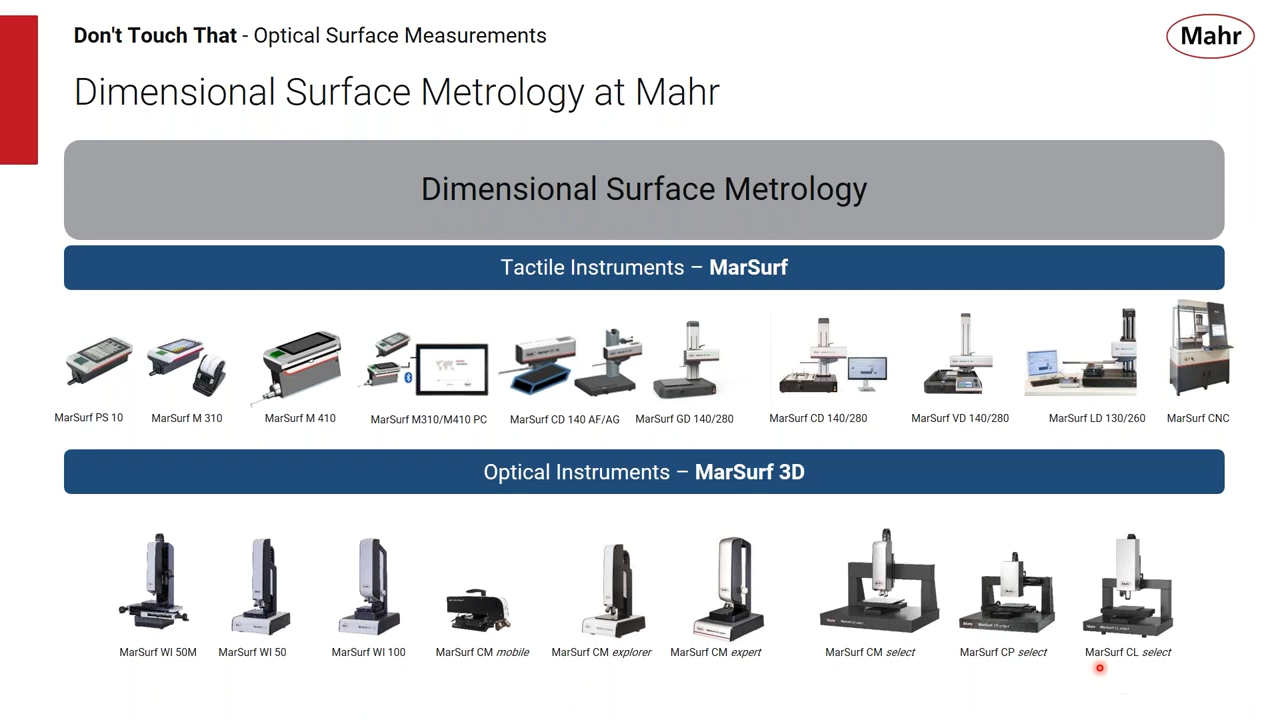 Don't Touch That - Optical Surface Measurements
Mahr
Dimensional Surface Metrology at Mahr
Dimensional Surface Metrology
Tactile Instruments – MarSurf
MarSurf PS 10
MarSurf M 310
MarSurf M 410
MarSurf M310/M410 PC
MarSurf CD 140 AF/AG
MarSurf GD 140/280
MarSurf CD 140/280
MarSurf VD 140/280
MarSurf LD 130/260
MarSurf CNC
Optical Instruments – MarSurf 3D
MarSurf WI 50M
MarSurf WI 50
MarSurf WI 100
MarSurf CM mobile
MarSurf CM explorer
MarSurf CM expert
MarSurf CM select
MarSurf CP select
MarSurf CL select